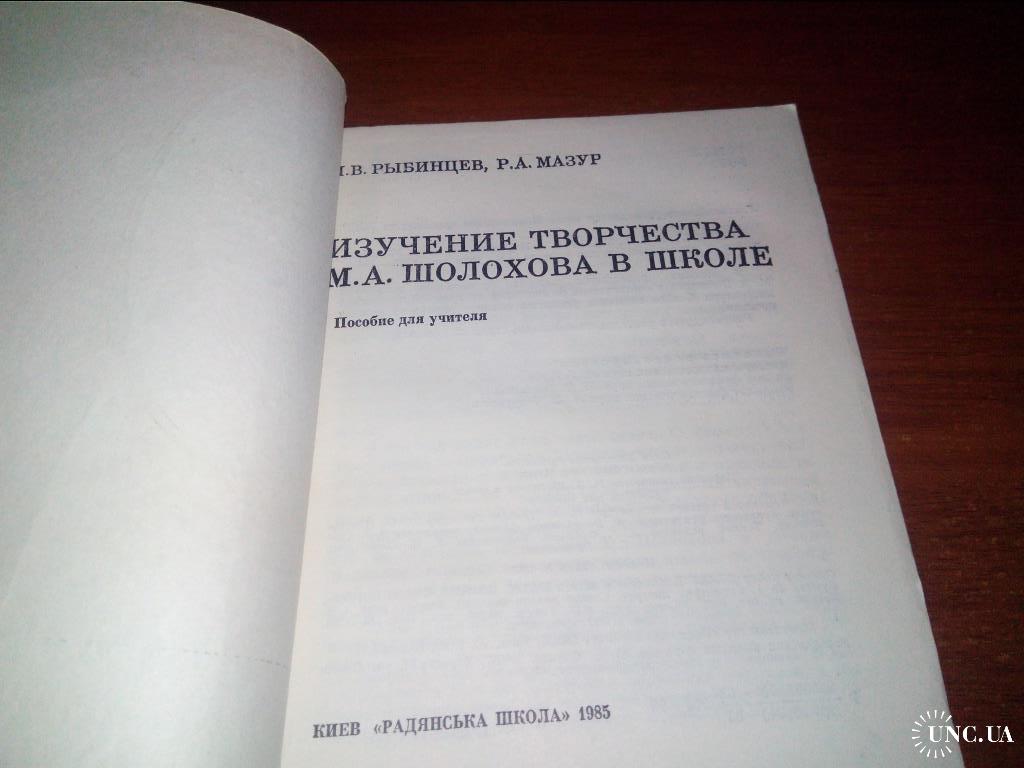 .В. РЫБИНЦЕВ, Р.А. МАЗУР
ИЗУЧЕНИЕ ТВОРЧЕСТВА
М.А. ШОЛОХОВА В ШКОЛЕ
Пособие для учителя
КИЕВ «РАДЯНСЬКА ШКОЛА» 1985
UNC.UA